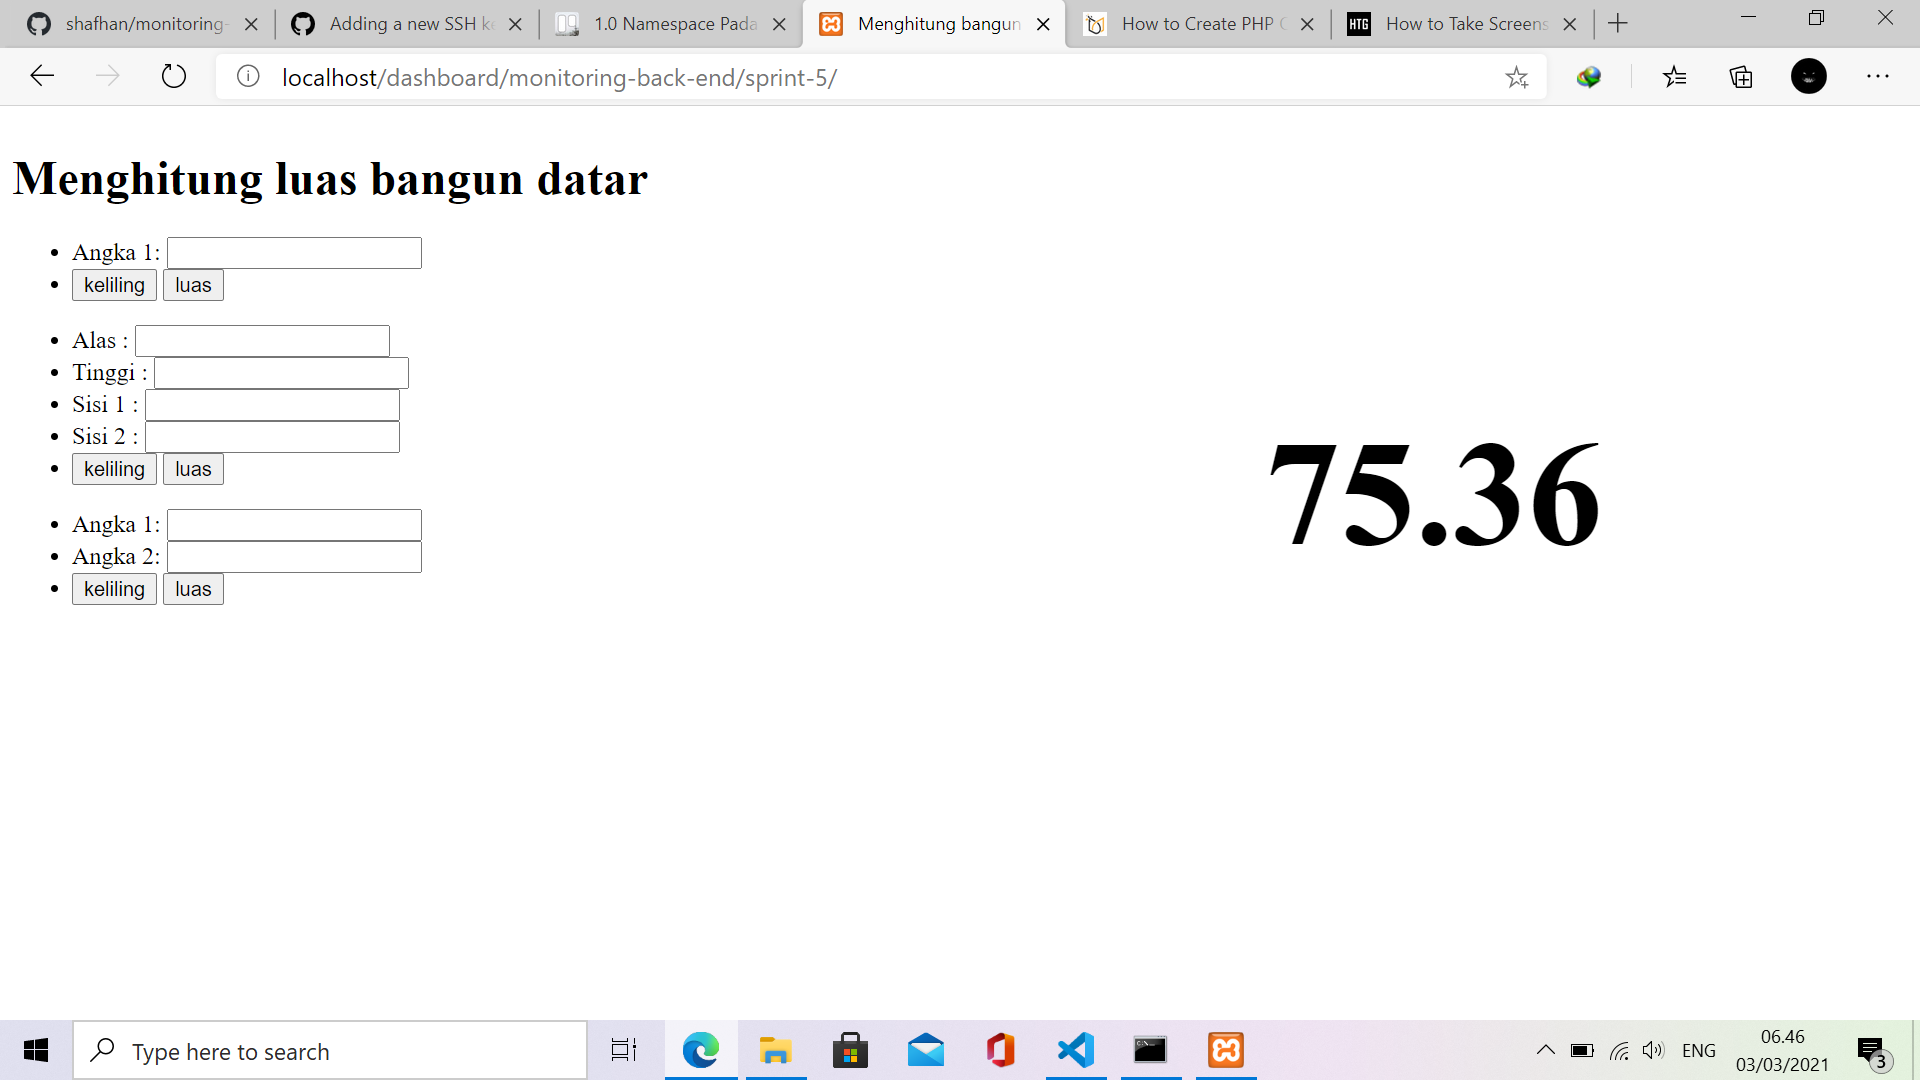 shafhan/monitoring-
Adding a new SSH ke
1.0 Namespace Pada
Menghitung bangun
How to Create PHP C
HTG
How to Take Screens
localhost/dashboard/monitoring-back-end/sprint-5/
Menghitung luas bangun datar
Angka 1:
keliling luas
Alas :
Tinggi :
Sisi 1 :
Sisi 2 :
keliling luas
Angka 1:
Angka 2:
keliling luas
75.36
Type here to search
ENG
06.46
03/03/2021
3